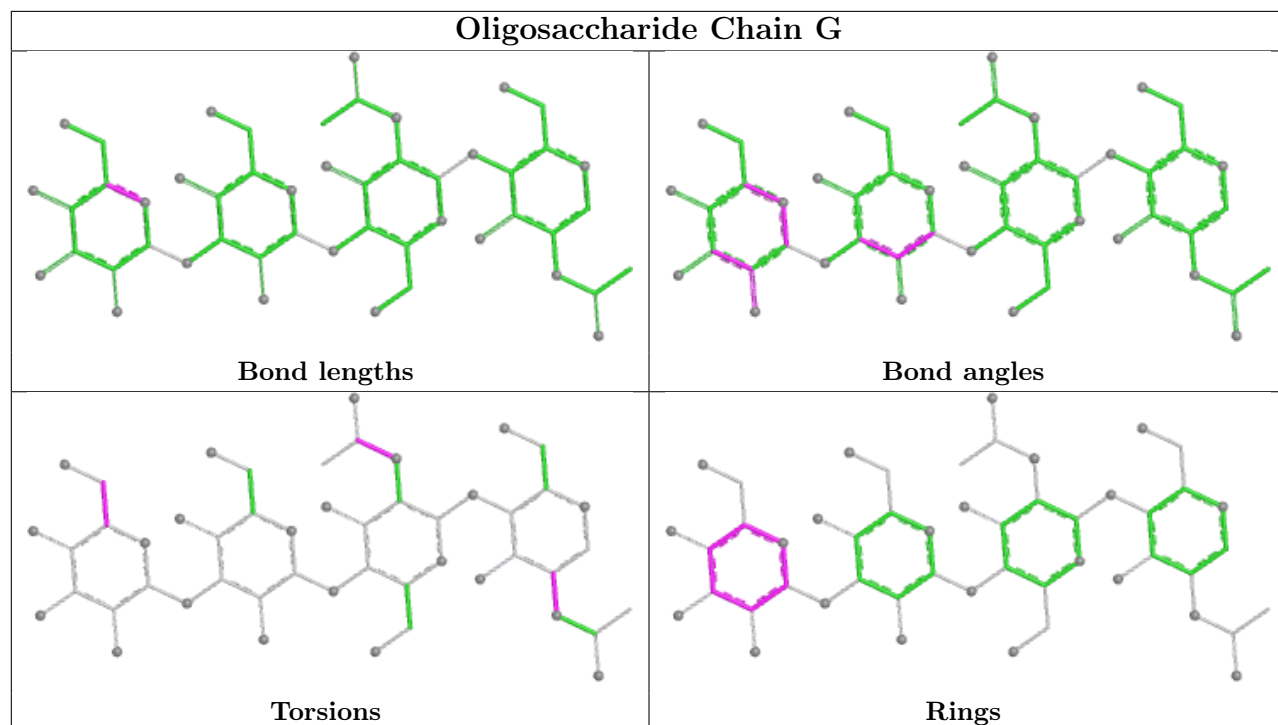 Oligosaccharide Chain G
Bond lengths
Bond angles
Torsions
Rings